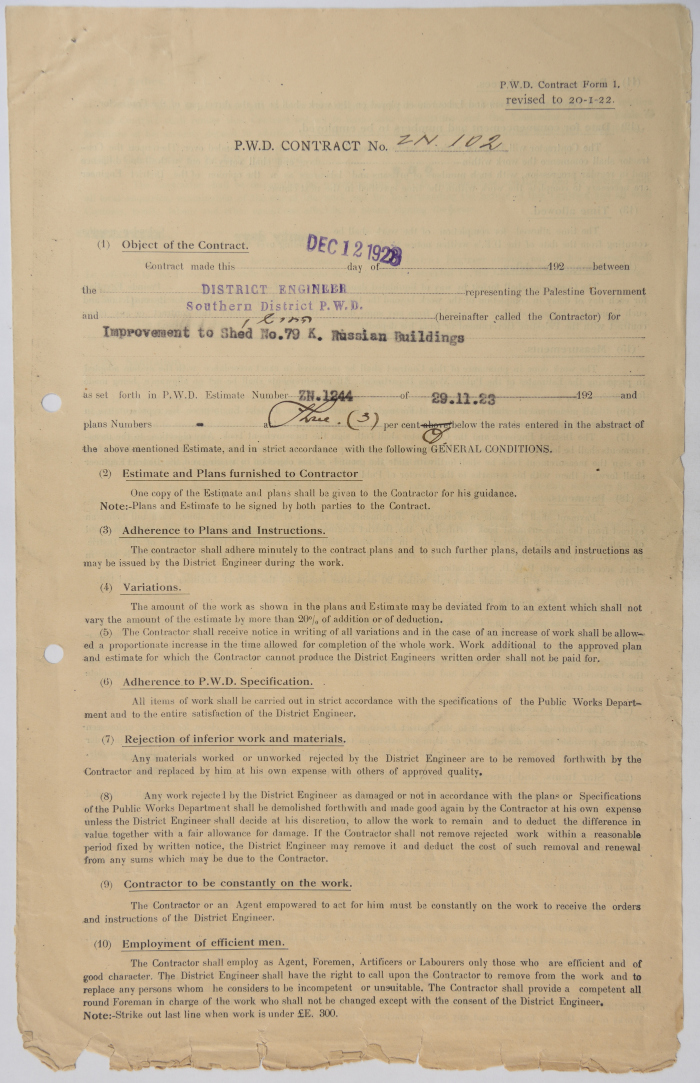 P.W.D. Contract Form 1.
revised to 20-1-22.
P.W.D. CONTRACT No. ZN. 102
(1) Object of the Contract.
DEC 12 1923
Contract made this day of 192 between
the DISTRICT ENGINEER representing the Palestine Government
Southern District P.W.D.
and (hereinafter called the Contractor) for
Improvement to Shed No.79 K. Russian Buildings
as set forth in P.W.D. Estimate Number ZN.1244 of 29.11.23 192 and
plans Numbers - a Three. (3) per cent above below the rates entered in the abstract of
the above mentioned Estimate, and in strict accordance with the following GENERAL CONDITIONS.
(2) Estimate and Plans furnished to Contractor
One copy of the Estimate and plans shall be given to the Contractor for his guidance.
Note:-Plans and Estimate to be signed by both parties to the Contract.
(3) Adherence to Plans and Instructions.
The contractor shall adhere minutely to the contract plans and to such further plans, details and instructions as
may be issued by the District Engineer during the work.
(4) Variations.
The amount of the work as shown in the plans and Estimate may be deviated from to an extent which shall not
vary the amount of the estimate by more than 20% of addition or of deduction.
(5) The Contractor shall receive notice in writing of all variations and in the case of an increase of work shall be allow-
ed a proportionate increase in the time allowed for completion of the whole work. Work additional to the approved plan
and estimate for which the Contractor cannot produce the District Engineers written order shall not be paid for.
(6) Adherence to P.W.D. Specification.
All items of work shall be carried out in strict accordance with the specifications of the Public Works Depart-
ment and to the entire satisfaction of the District Engineer.
(7) Rejection of inferior work and materials.
Any materials worked or unworked rejected by the District Engineer are to be removed forthwith by the
Contractor and replaced by him at his own expense with others of approved quality.
(8) Any work rejected by the District Engineer as damaged or not in accordance with the plans or Specifications
of the Public Works Department shall be demolished forthwith and made good again by the Contractor at his own expense
unless the District Engineer shall decide at his discretion, to allow the work to remain and to deduct the difference in
value together with a fair allowance for damage. If the Contractor shall not remove rejected work within a reasonable
period fixed by written notice, the District Engineer may remove it and deduct the cost of such removal and renewal
from any sums which may be due to the Contractor.
(9) Contractor to be constantly on the work.
The Contractor or an Agent empowered to act for him must be constantly on the work to receive the orders
and instructions of the District Engineer.
(10) Employment of efficient men.
The Contractor shall employ as Agent, Foremen, Artificers or Labourers only those who are efficient and of
good character. The District Engineer shall have the right to call upon the Contractor to remove from the work and to
replace any persons whom he considers to be incompetent or unsuitable. The Contractor shall provide a competent all
round Foreman in charge of the work who shall not be changed except with the consent of the District Engineer.
Note:-Strike out last line when work is under £E. 300.